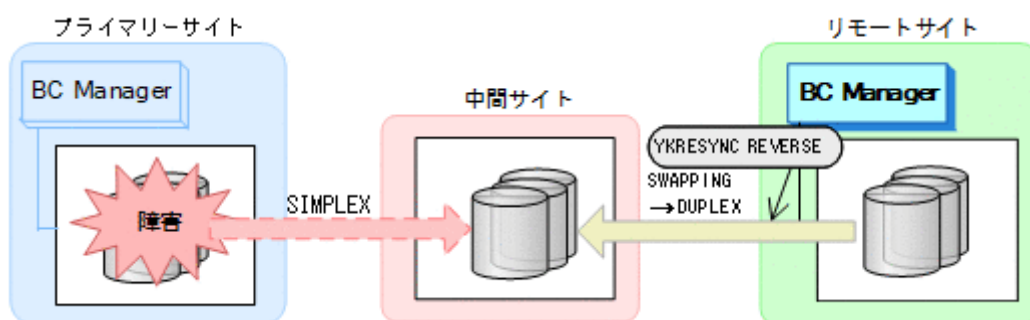 プライマリーサイト
BC Manager
障害
SIMPLEX
中間サイト
リモートサイト
BC Manager
YKRESYNC REVERSE
SWAPPING
→DUPLEX